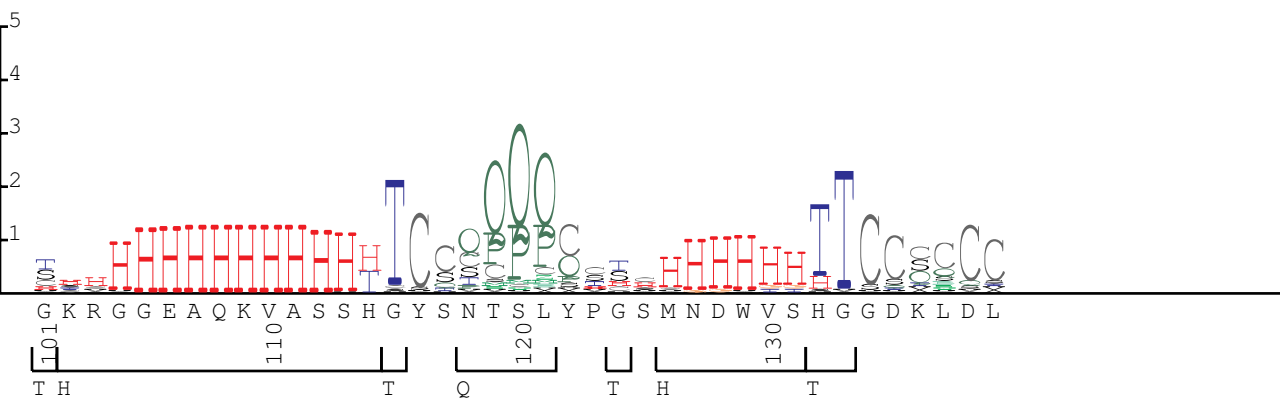 5
4
3
2
1
G K R G G E A Q K V A S S H G Y S N T S L Y P G S M N D W V S H G G D K L D L
101 110 120 130
T H T Q T H T